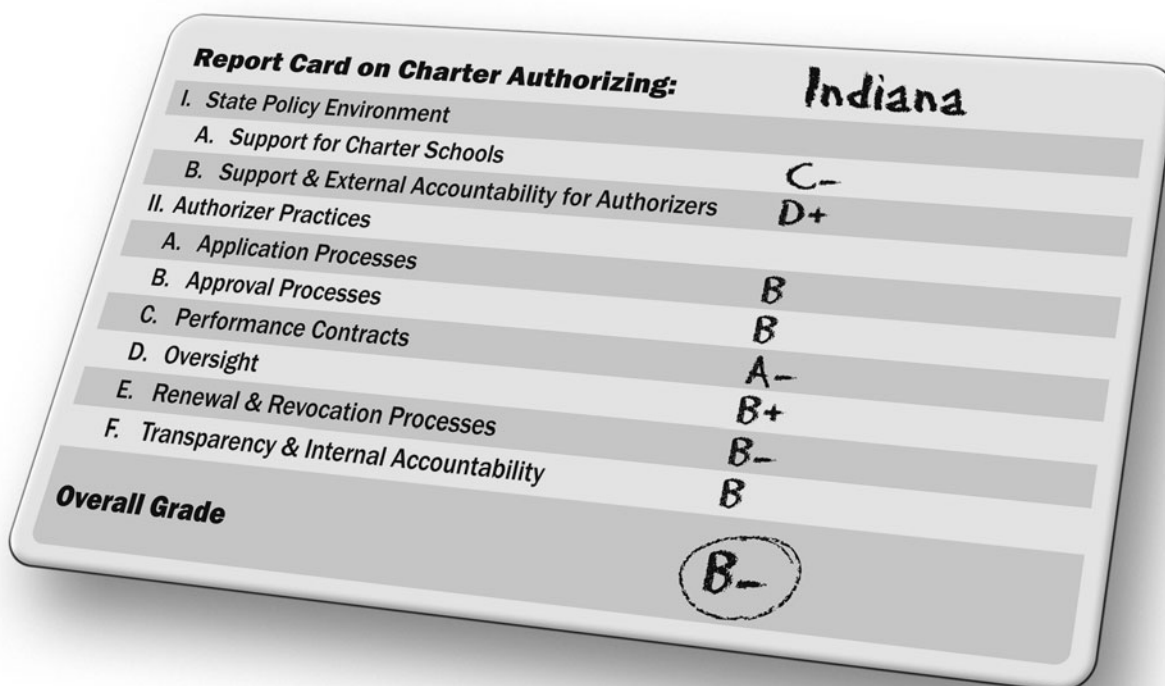 Report Card on Charter Authorizing: Indiana
I. State Policy Environment
A. Support for Charter Schools C-
B. Support & External Accountability for Authorizers D+
II. Authorizer Practices
A. Application Processes B
B. Approval Processes B
C. Performance Contracts A-
D. Oversight B+
E. Renewal & Revocation Processes B-
F. Transparency & Internal Accountability B
Overall Grade B-